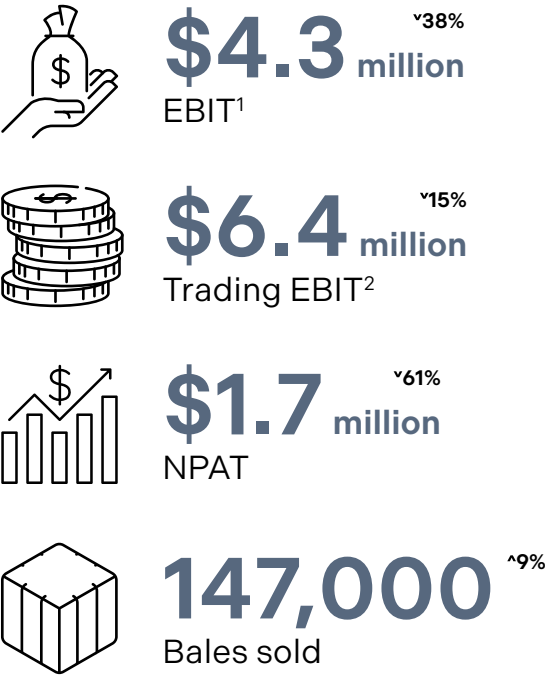 $
˅38%
$4.3 million
EBIT¹
$
˅15%
$6.4 million
Trading EBIT²
$
˅61%
$1.7 million
NPAT
˄9%
147,000
Bales sold